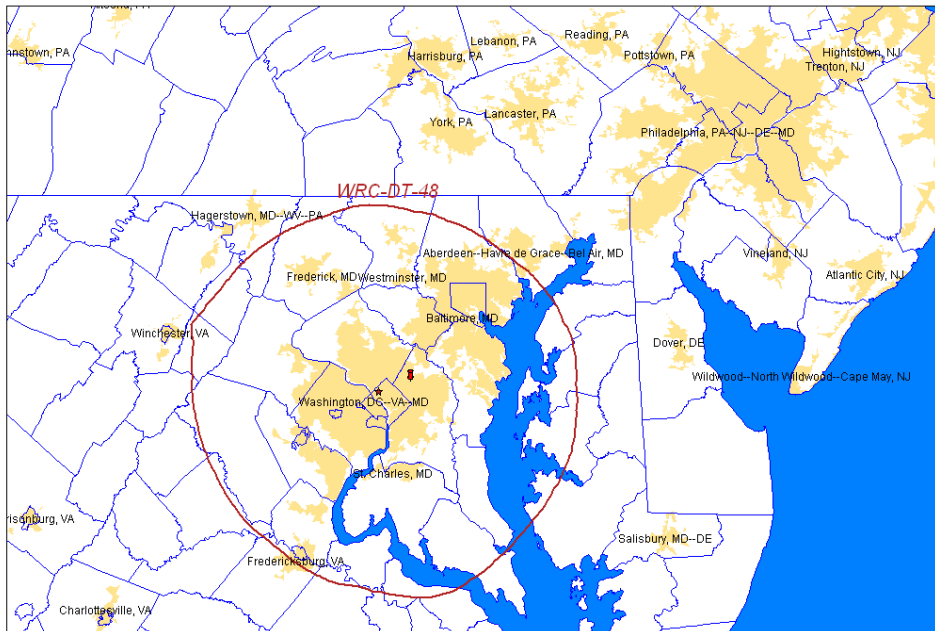 Lebanon, PA
Reading, PA
Harrisburg, PA
Pottstown, PA
Hightstown, NJ
Trenton, NJ
York, PA
Lancaster, PA
Philadelphia, PA--NJ--DE--MD
WRC-DT-48
Hagerstown, MD--WV--PA
Aberdeen--Havre de Grace--Bel Air, MD
Vineland, NJ
Frederick, MD
Westminster, MD
Atlantic City, NJ
Baltimore, MD
Winchester, VA
Dover, DE
Wildwood--North Wildwood--Cape May, NJ
Washington, DC--VA--MD
St. Charles, MD
risonburg, VA
Salisbury, MD--DE
Fredericksburg, VA
Charlottesville, VA